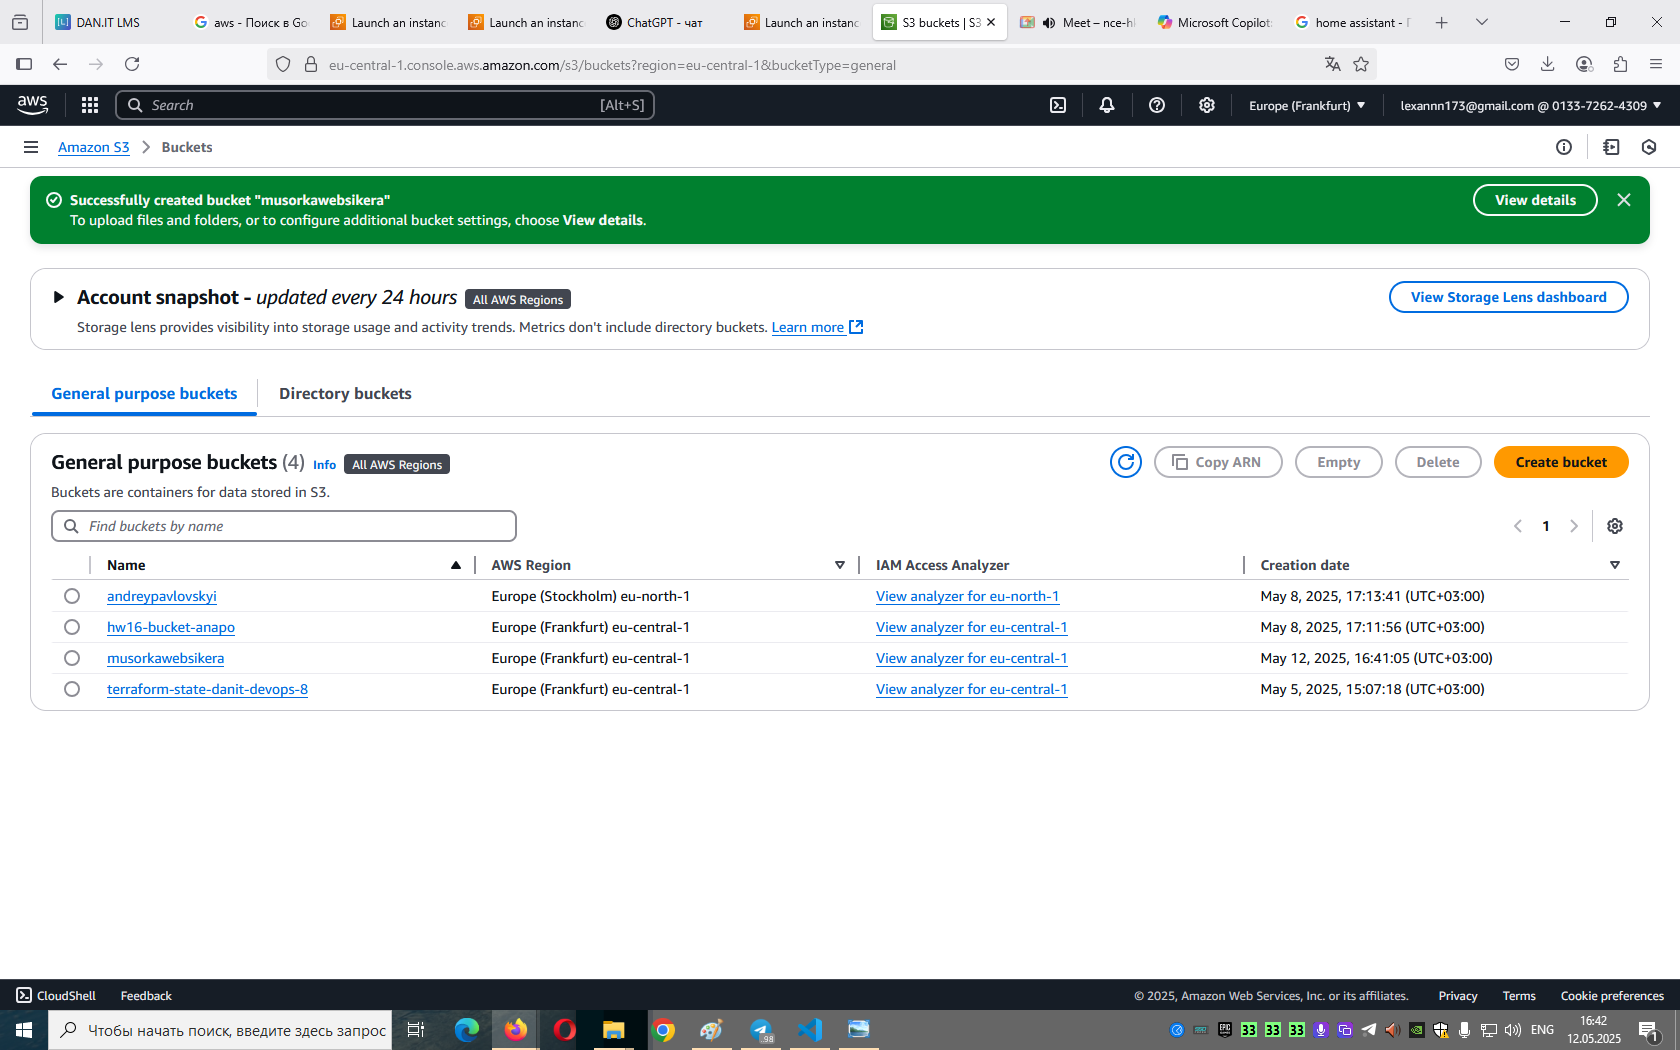 DAN.IT LMS
aws - Поиск в Go
Launch an instanc
Launch an instanc
ChatGPT - чат
Launch an instanc
S3 buckets | S3
Meet – nce-hl
Microsoft Copilot:
home assistant - П
eu-central-1.console.aws.amazon.com/s3/buckets?region=eu-central-1&bucketType=general
aws
Search
[Alt+S]
Europe (Frankfurt)
lexannn173@gmail.com @ 0133-7262-4309
Amazon S3
Buckets
Successfully created bucket "musorkawebsikera"
To upload files and folders, or to configure additional bucket settings, choose View details.
View details
Account snapshot - updated every 24 hours
All AWS Regions
Storage lens provides visibility into storage usage and activity trends. Metrics don't include directory buckets. Learn more
View Storage Lens dashboard
General purpose buckets
Directory buckets
General purpose buckets (4)
Info
All AWS Regions
Copy ARN
Empty
Delete
Create bucket
Buckets are containers for data stored in S3.
Find buckets by name
1
Name
AWS Region
IAM Access Analyzer
Creation date
andreypavlovskyi
Europe (Stockholm) eu-north-1
View analyzer for eu-north-1
May 8, 2025, 17:13:41 (UTC+03:00)
hw16-bucket-anapo
Europe (Frankfurt) eu-central-1
View analyzer for eu-central-1
May 8, 2025, 17:11:56 (UTC+03:00)
musorkawebsikera
Europe (Frankfurt) eu-central-1
View analyzer for eu-central-1
May 12, 2025, 16:41:05 (UTC+03:00)
terraform-state-danit-devops-8
Europe (Frankfurt) eu-central-1
View analyzer for eu-central-1
May 5, 2025, 15:07:18 (UTC+03:00)
CloudShell
Feedback
© 2025, Amazon Web Services, Inc. or its affiliates.
Privacy
Terms
Cookie preferences
Чтобы начать поиск, введите здесь запрос
.98
EPIC
33
33
33
ENG
16:42
12.05.2025
1